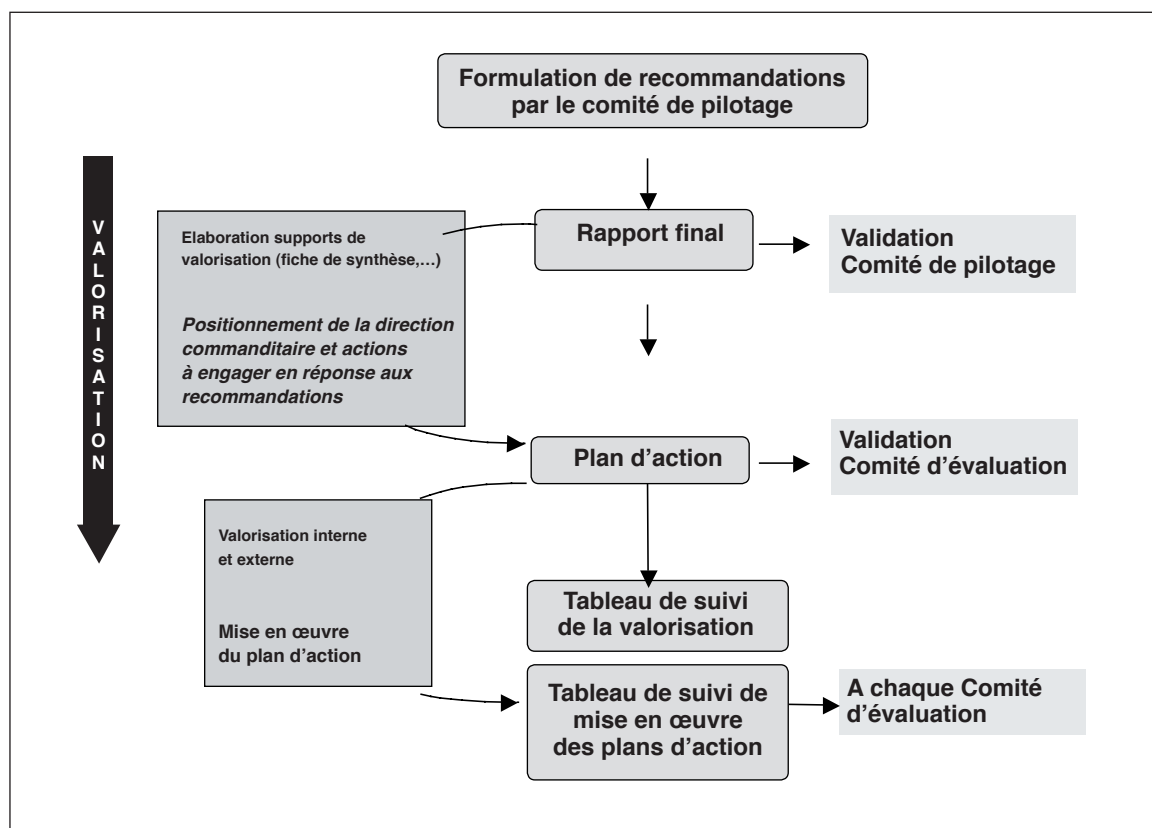 Formulation de recommandations
par le comité de pilotage
VALORISATION
Elaboration supports de
valorisation (fiche de synthèse,…)
Positionnement de la direction
commanditaire et actions
à engager en réponse aux
recommandations
Rapport final
Validation
Comité de pilotage
Plan d’action
Validation
Comité d’évaluation
Valorisation interne
et externe
Mise en œuvre
du plan d’action
Tableau de suivi
de la valorisation
Tableau de suivi de
mise en œuvre
des plans d’action
A chaque Comité
d’évaluation